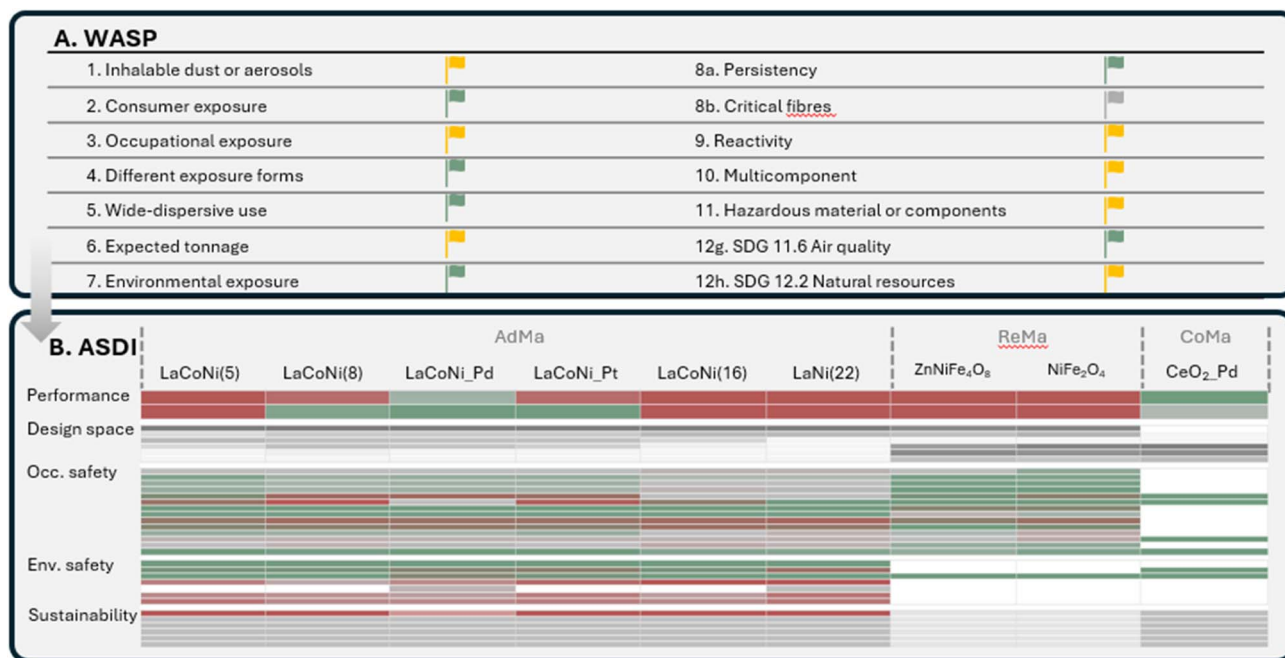 A. WASP
1. Inhalable dust or aerosols
8a. Persistency
2. Consumer exposure
8b. Critical fibres
3. Occupational exposure
9. Reactivity
4. Different exposure forms
10. Multicomponent
5. Wide-dispersive use
11. Hazardous material or components
6. Expected tonnage
12g. SDG 11.6 Air quality
7. Environmental exposure
12h. SDG 12.2 Natural resources
B. ASDI
AdMa
ReMa
CoMa
LaCoNi(5) LaCoNi(8) LaCoNi_Pd LaCoNi_Pt LaCoNi(16) LaNi(22) ZnNiFe₄O₈ NiFe₂O₄ CeO₂_Pd
Performance
Design space
Occ. safety
Env. safety
Sustainability